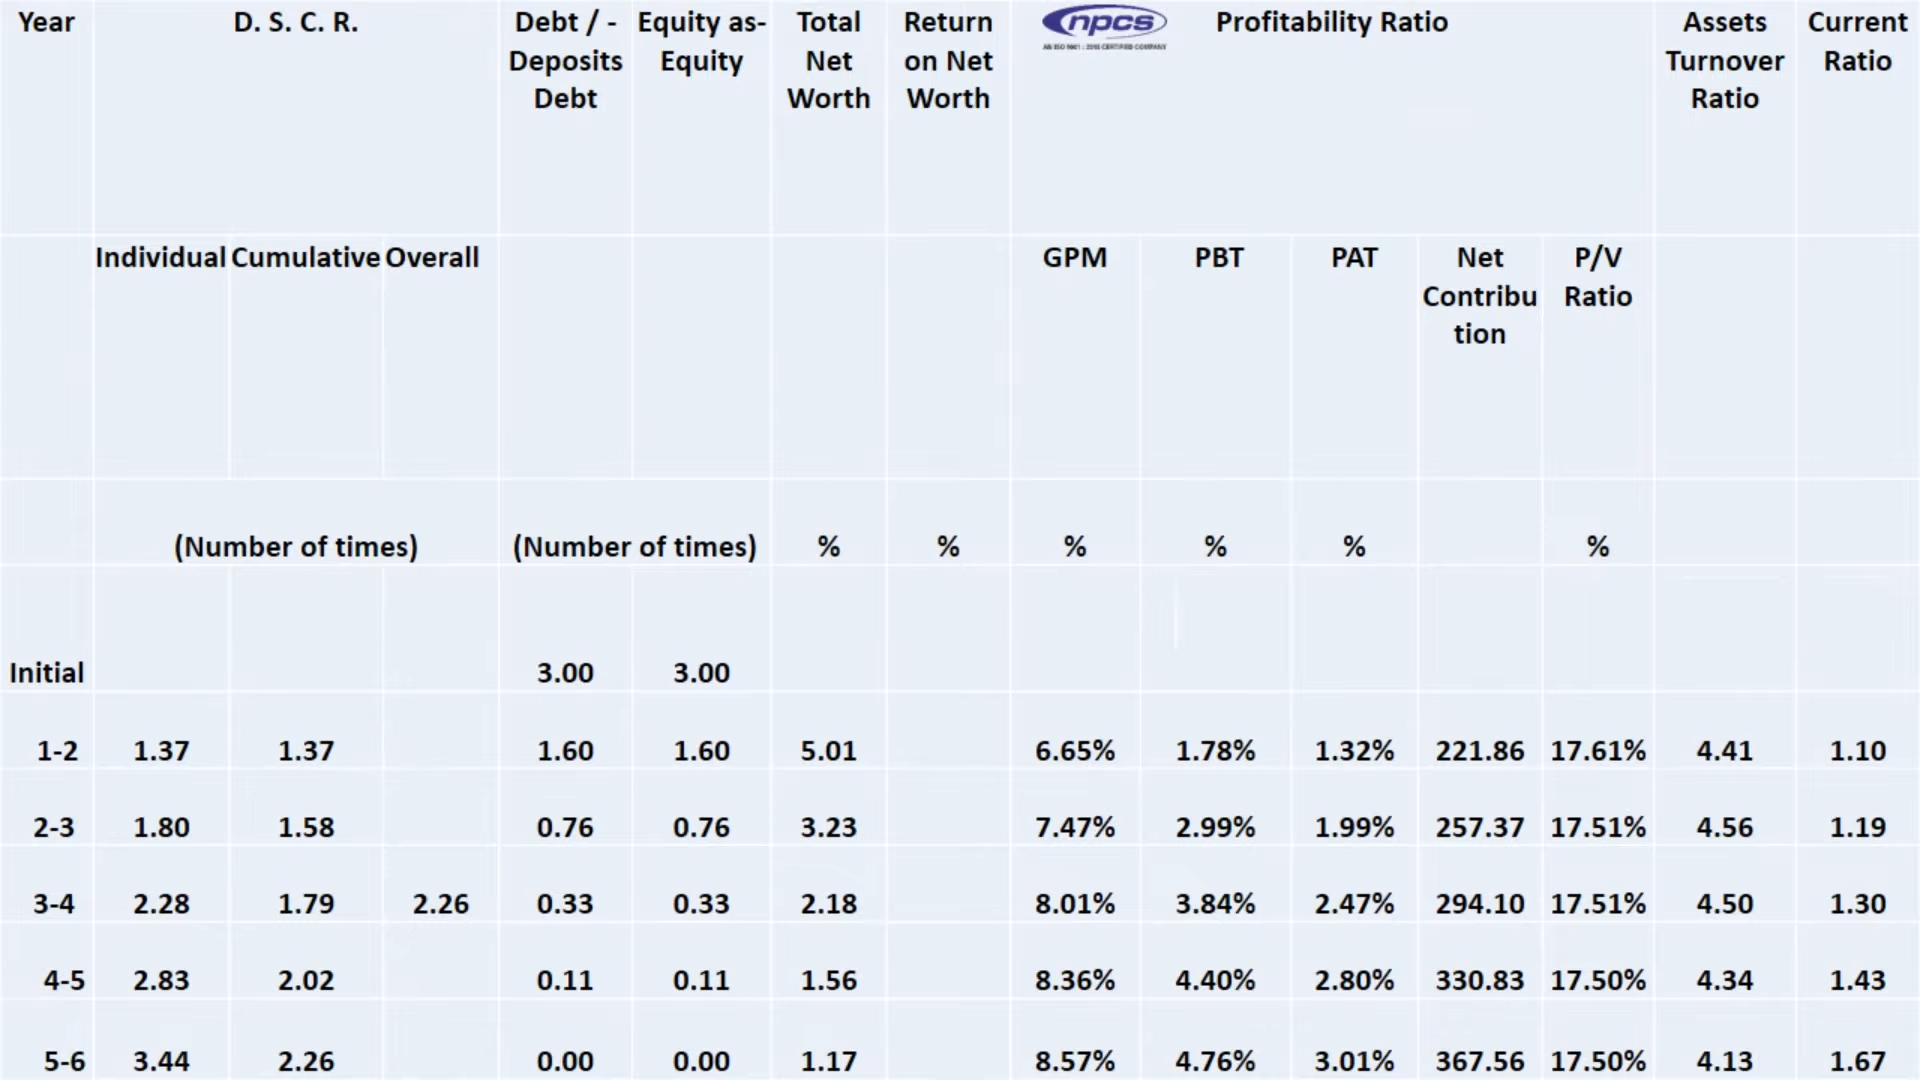 Year D. S. C. R. Debt / - Equity as- Total Return npcs Profitability Ratio Assets Current
Deposits Equity Net on Net AN ISO 9001 : 2015 CERTIFIED COMPANY Turnover Ratio
Debt Worth Worth Ratio
Individual Cumulative Overall GPM PBT PAT Net P/V
Contribu Ratio
tion
(Number of times) (Number of times) % % % % % %
Initial 3.00 3.00
1-2 1.37 1.37 1.60 1.60 5.01 6.65% 1.78% 1.32% 221.86 17.61% 4.41 1.10
2-3 1.80 1.58 0.76 0.76 3.23 7.47% 2.99% 1.99% 257.37 17.51% 4.56 1.19
3-4 2.28 1.79 2.26 0.33 0.33 2.18 8.01% 3.84% 2.47% 294.10 17.51% 4.50 1.30
4-5 2.83 2.02 0.11 0.11 1.56 8.36% 4.40% 2.80% 330.83 17.50% 4.34 1.43
5-6 3.44 2.26 0.00 0.00 1.17 8.57% 4.76% 3.01% 367.56 17.50% 4.13 1.67